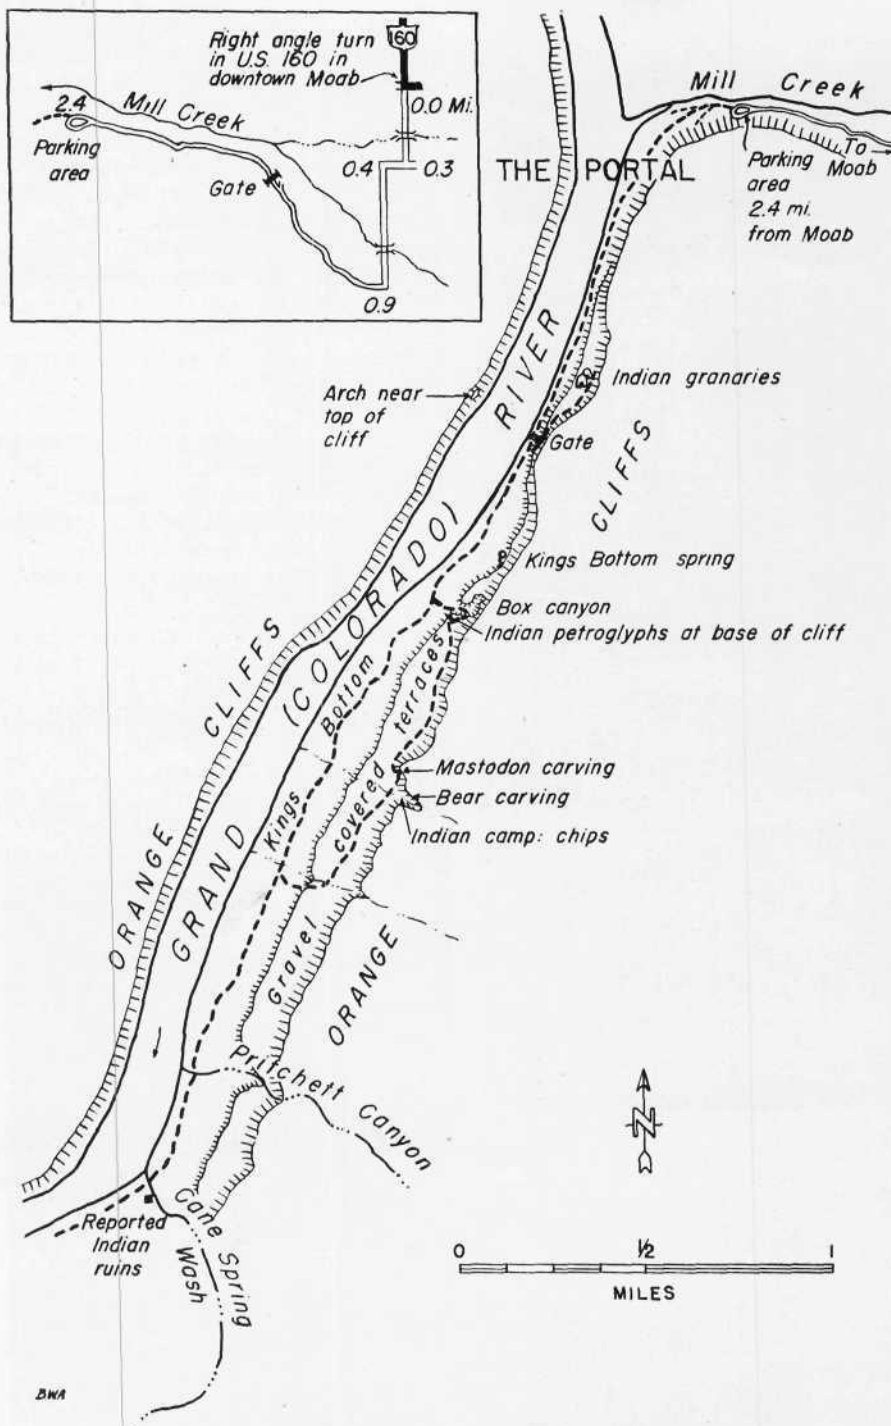 Right angle turn
in U.S. 160 in
downtown Moab
160
0.0 Mi.
2.4
Mill Creek
Parking
area
Gate
0.4
0.3
0.9
Mill Creek
To
Moab
Parking
area
2.4 mi.
from Moab
THE PORTAL
Indian granaries
Arch near
top of
cliff
Gate
GRAND (COLORADO) RIVER
CLIFFS
Kings Bottom spring
Box canyon
Indian petroglyphs at base of cliff
ORANGE CLIFFS
Kings Bottom
Gravel covered terraces
Mastodon carving
Bear carving
Indian camp: chips
ORANGE
Pritchett Canyon
N
Reported
Indian
ruins
Cane Spring
Wash
0 1/2 1
MILES
BWA